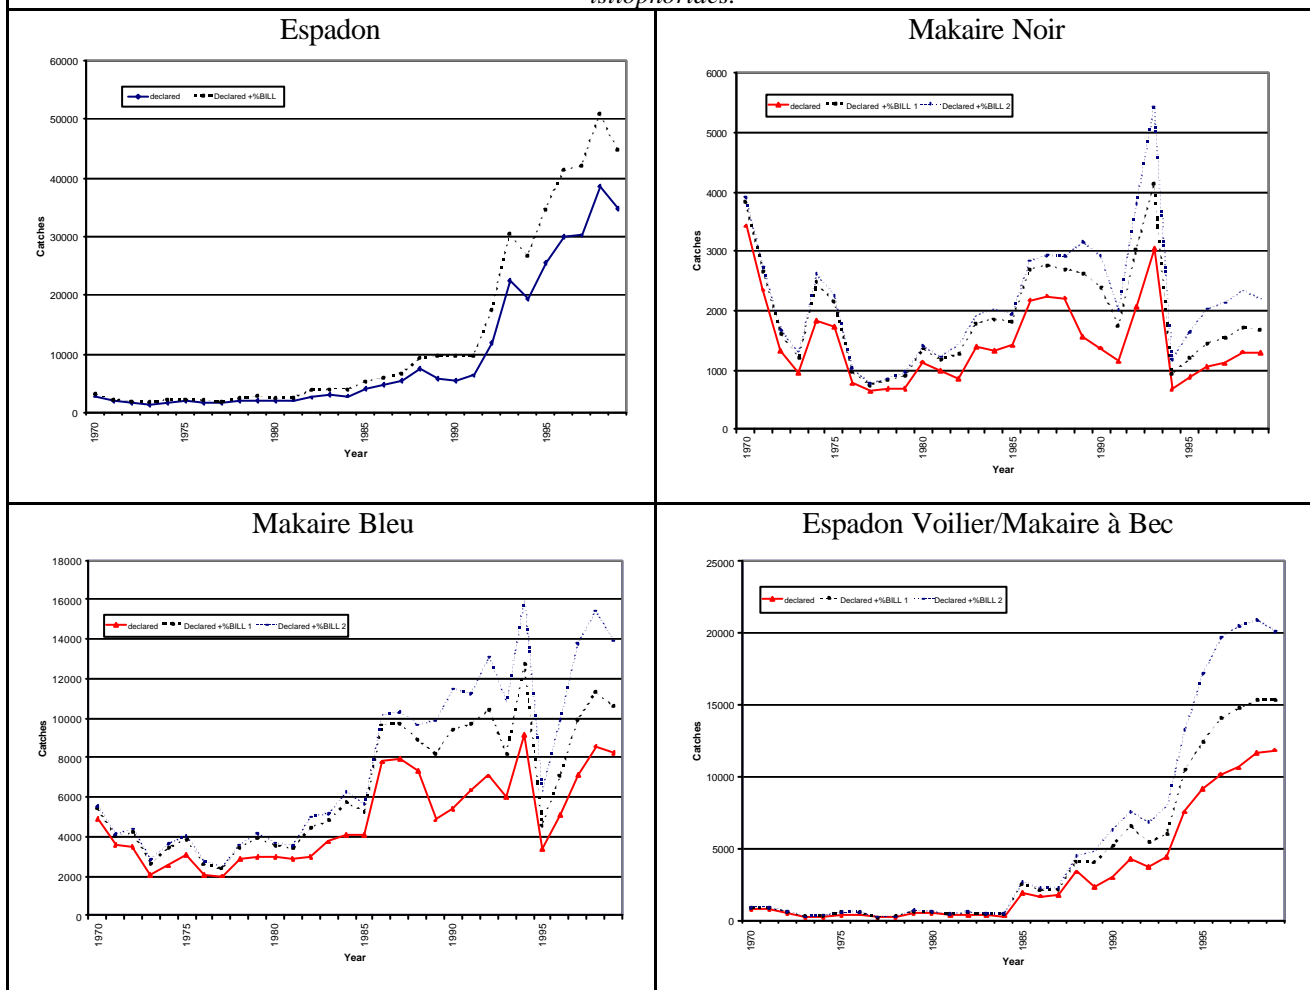 Espadon
60000
50000
40000
30000
20000
10000
0
Catches
declared Declared +%BILL
1970 1975 1980 1985 1990 1995
Year
Makaire Noir
6000
5000
4000
3000
2000
1000
0
Catches
declared Declared +%BILL 1 Declared +%BILL 2
1970 1975 1980 1985 1990 1995
Year
Makaire Bleu
18000
16000
14000
12000
10000
8000
6000
4000
2000
0
Catches
declared Declared +%BILL 1 Declared +%BILL 2
1970 1975 1980 1985 1990 1995
Year
Espadon Voilier/Makaire à Bec
25000
20000
15000
10000
5000
0
Catches
declared Declared +%BILL 1 Declared +%BILL 2
1970 1975 1980 1985 1990 1995
Year